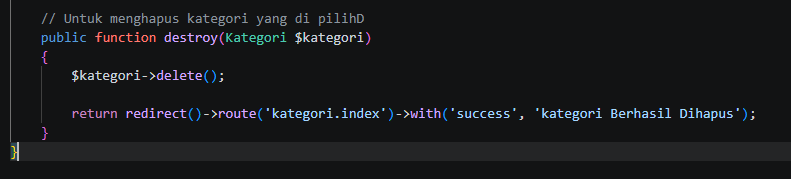 // Untuk menghapus kategori yang di pilihD
public function destroy(Kategori $kategori)
{
$kategori->delete();
return redirect()->route('kategori.index')->with('success', 'kategori Berhasil Dihapus');
}
}